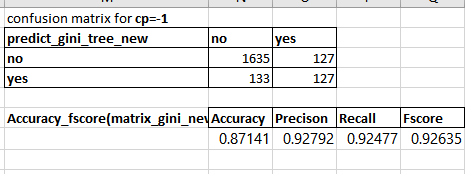 confusion matrix for cp=-1
predict_gini_tree_new no yes
no 1635 127
yes 133 127
Accuracy_fscore(matrix_gini_nev Accuracy Precison Recall Fscore
0.87141 0.92792 0.92477 0.92635